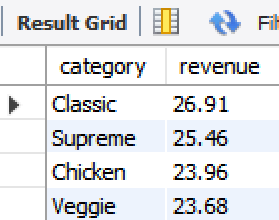 Result Grid Fil
category revenue
Classic 26.91
Supreme 25.46
Chicken 23.96
Veggie 23.68